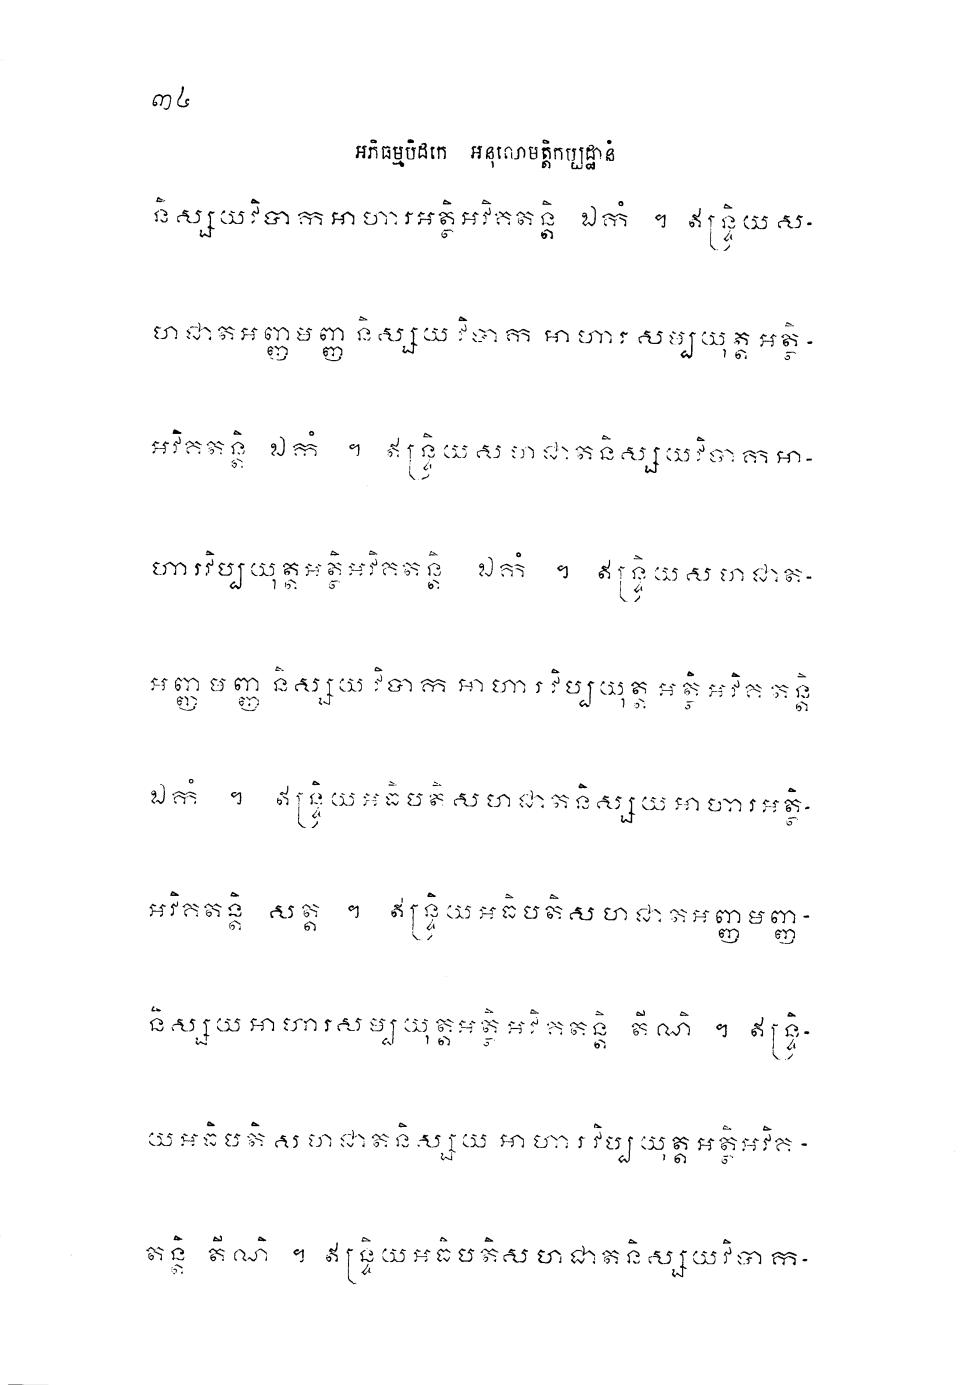 ៣៤
អភិធម្មបិដកេ អនុលោមត្តិកប្បដ្ឋានំ
និស្សយវិបាកអាហារអត្ថិអវិគតន្តិ ឯកំ ។ ឥន្ទ្រិយស-
ហជាតអញ្ញមញ្ញនិស្សយវិបាកអាហារសម្បយុត្តអត្ថិ-
អវិគតន្តិ ឯកំ ។ ឥន្ទ្រិយសហជាតនិស្សយវិបាកអា-
ហារវិប្បយុត្តអត្ថិអវិគតន្តិ ឯកំ ។ ឥន្ទ្រិយសហជាត-
អញ្ញមញ្ញនិស្សយវិបាកអាហារវិប្បយុត្តអត្ថិអវិគតន្តិ
ឯកំ ។ ឥន្ទ្រិយអធិបតិសហជាតនិស្សយអាហារអត្ថិ-
អវិគតន្តិ សត្ត ។ ឥន្ទ្រិយអធិបតិសហជាតអញ្ញមញ្ញ-
និស្សយអាហារសម្បយុត្តអត្ថិអវិគតន្តិ តីណិ ។ ឥន្ទ្រិ-
យអធិបតិសហជាតនិស្សយអាហារវិប្បយុត្តអត្ថិអវិគ-
តន្តិ តីណិ ។ ឥន្ទ្រិយអធិបតិសហជាតនិស្សយវិបាក-